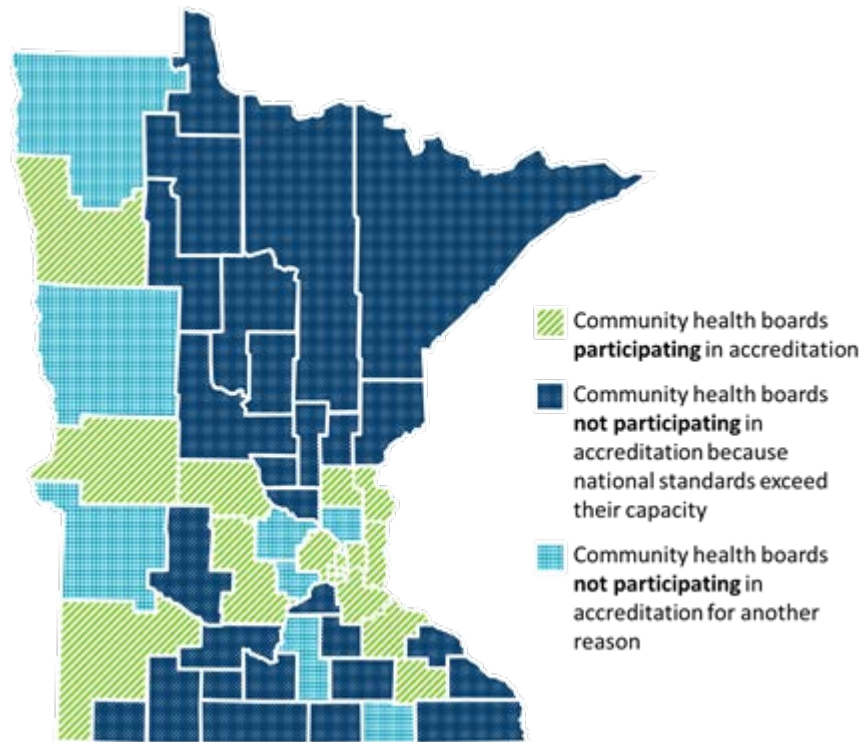 Community health boards
participating in accreditation
Community health boards
not participating in
accreditation because
national standards exceed
their capacity
Community health boards
not participating in
accreditation for another
reason